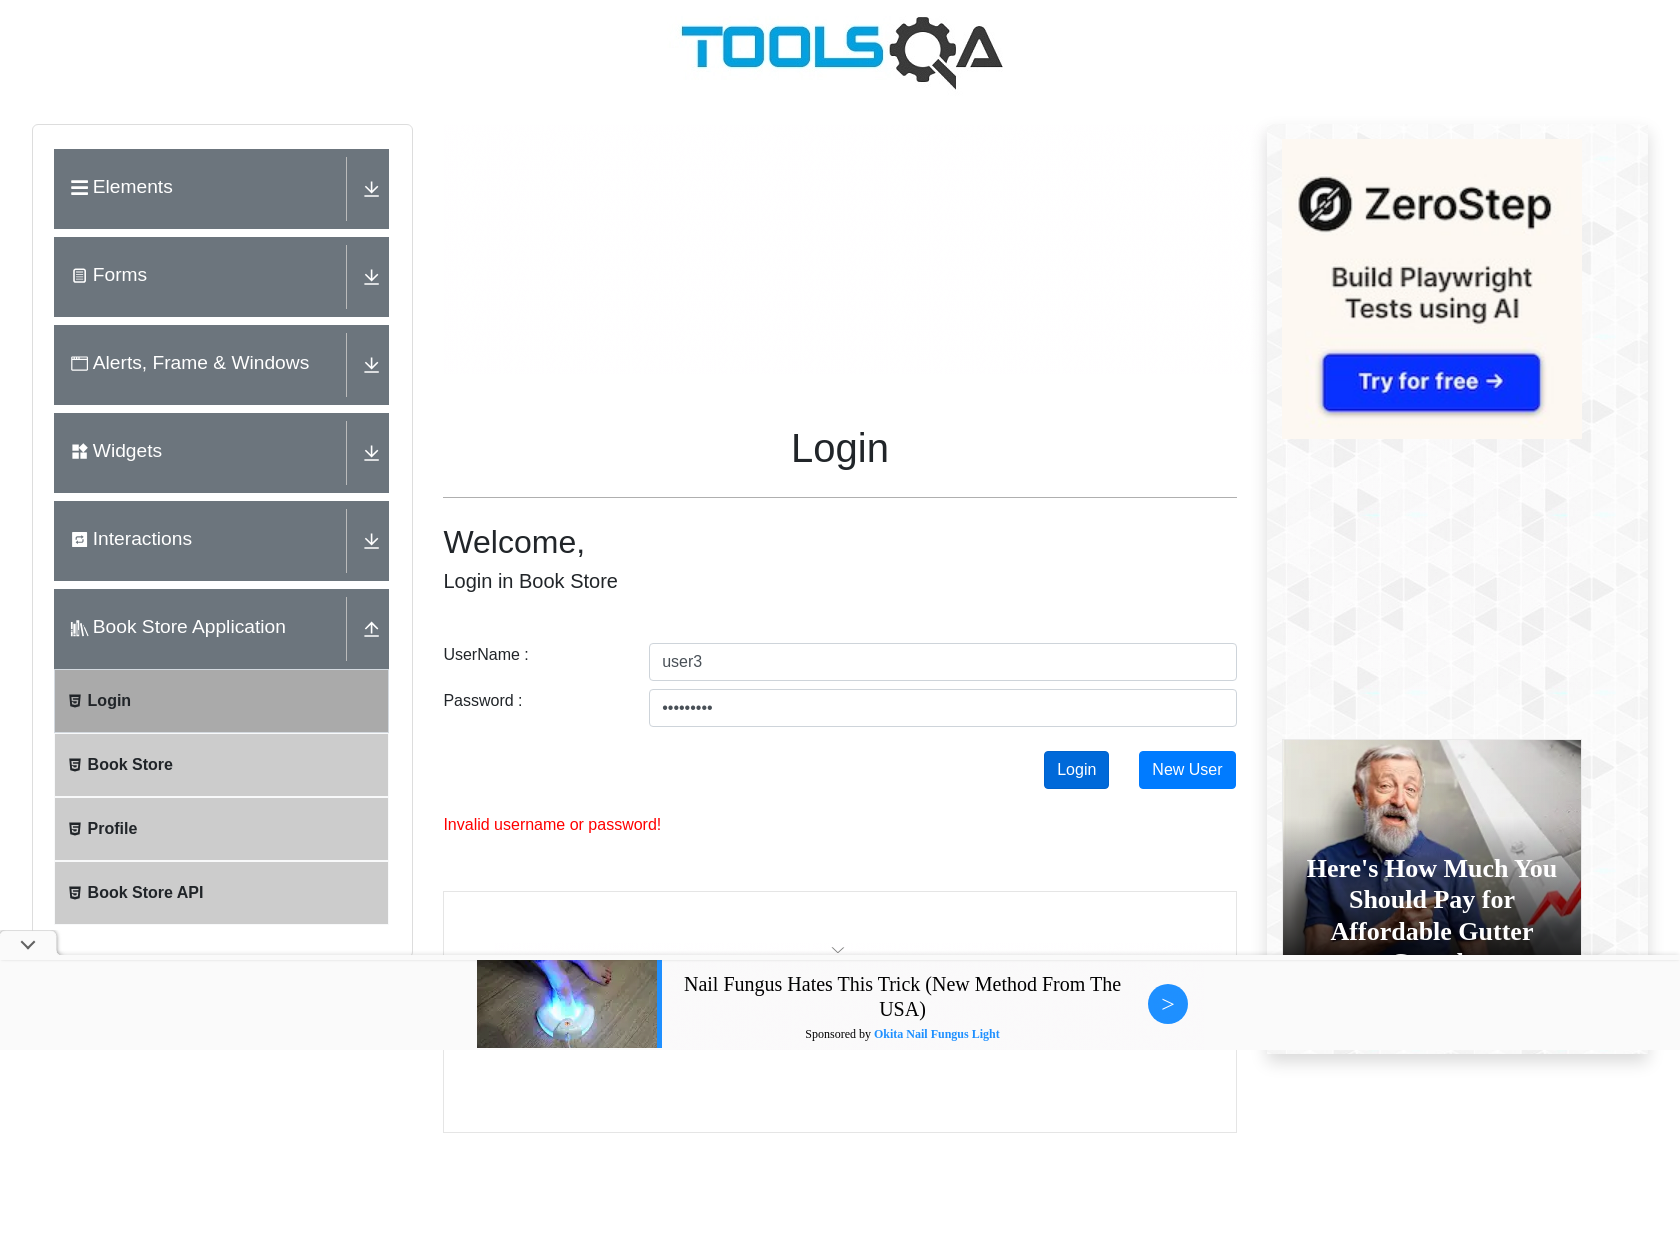 TOOLSQA
Elements
Forms
Alerts, Frame & Windows
Widgets
Interactions
Book Store Application
Login
Book Store
Profile
Book Store API
Login
Welcome,
Login in Book Store
UserName :
user3
Password :
•••••••••
Login
New User
Invalid username or password!
ZeroStep
Build Playwright
Tests using AI
Try for free →
Here's How Much You
Should Pay for
Affordable Gutter
Nail Fungus Hates This Trick (New Method From The
USA)
Sponsored by Okita Nail Fungus Light
>